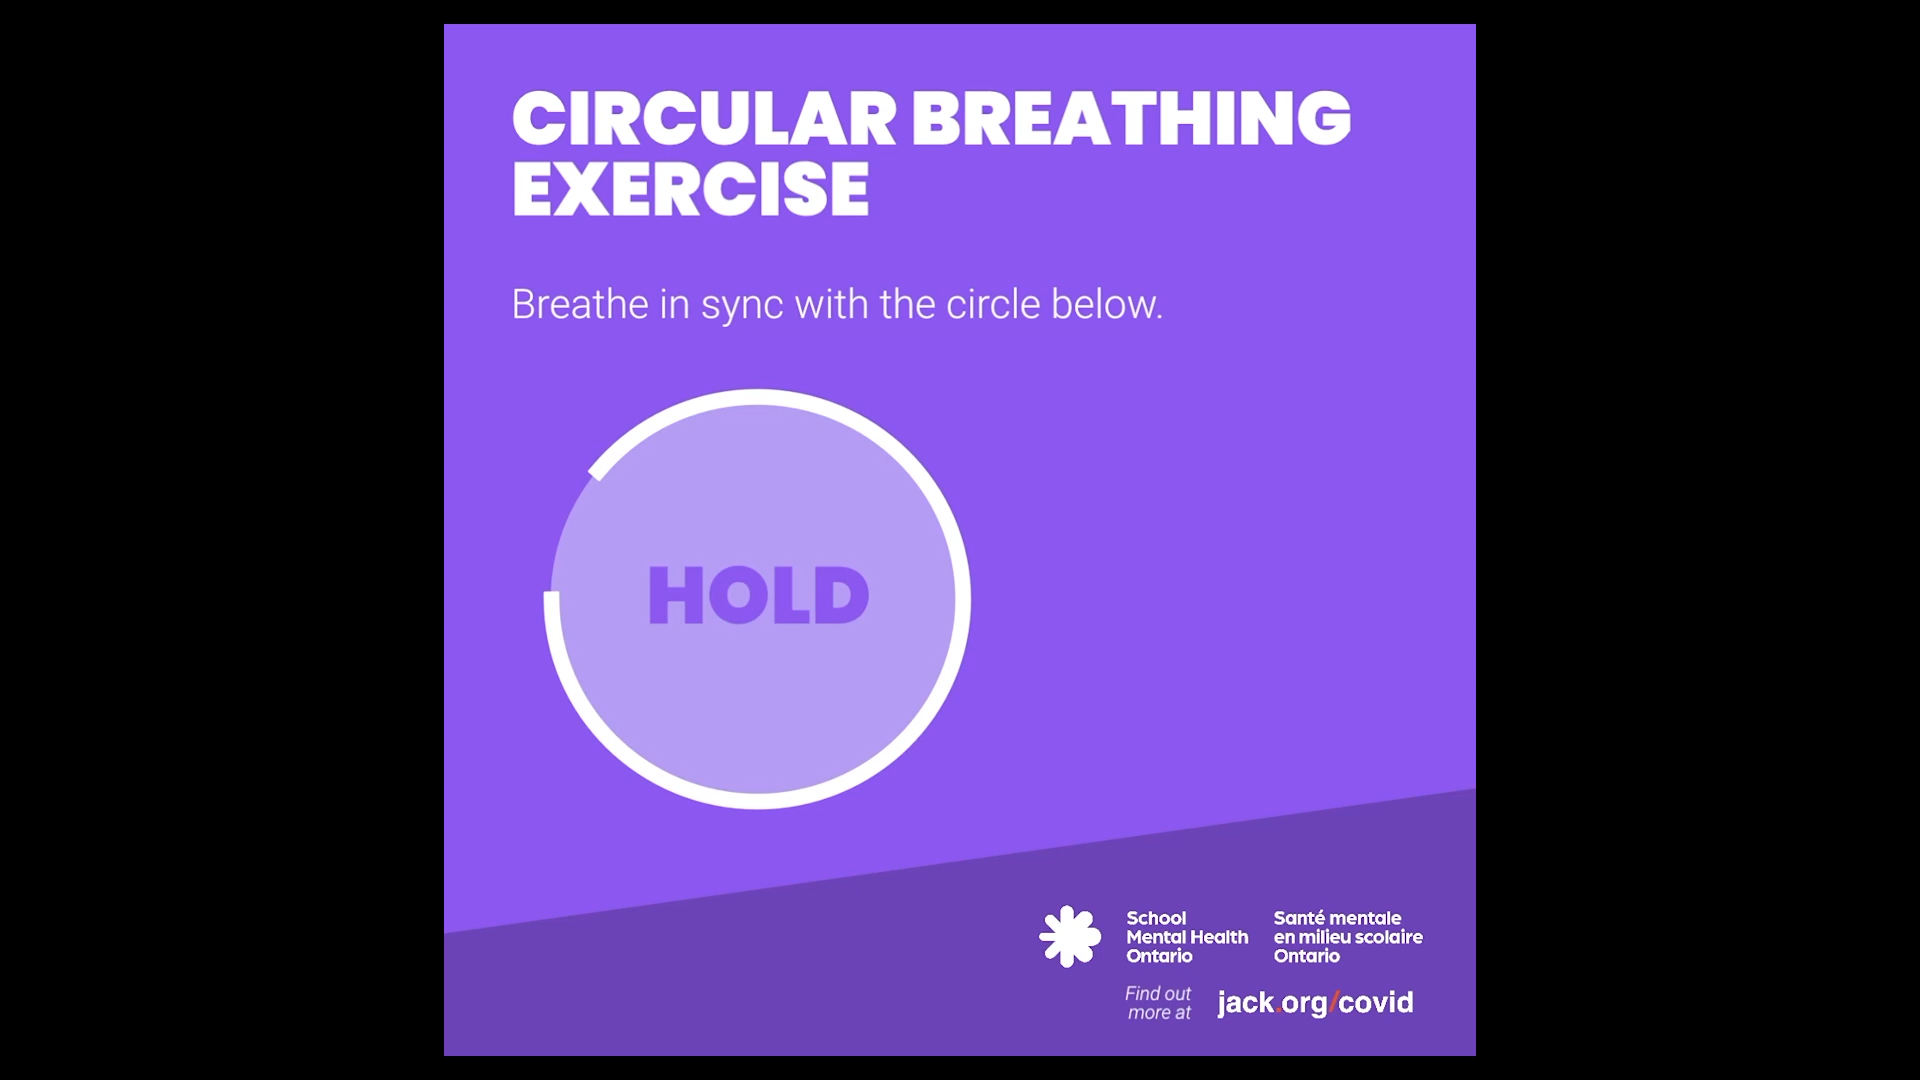 CIRCULAR BREATHING
EXERCISE
Breathe in sync with the circle below.
HOLD
School
Mental Health
Ontario
Santé mentale
en milieu scolaire
Ontario
Find out
more at
jack.org/covid